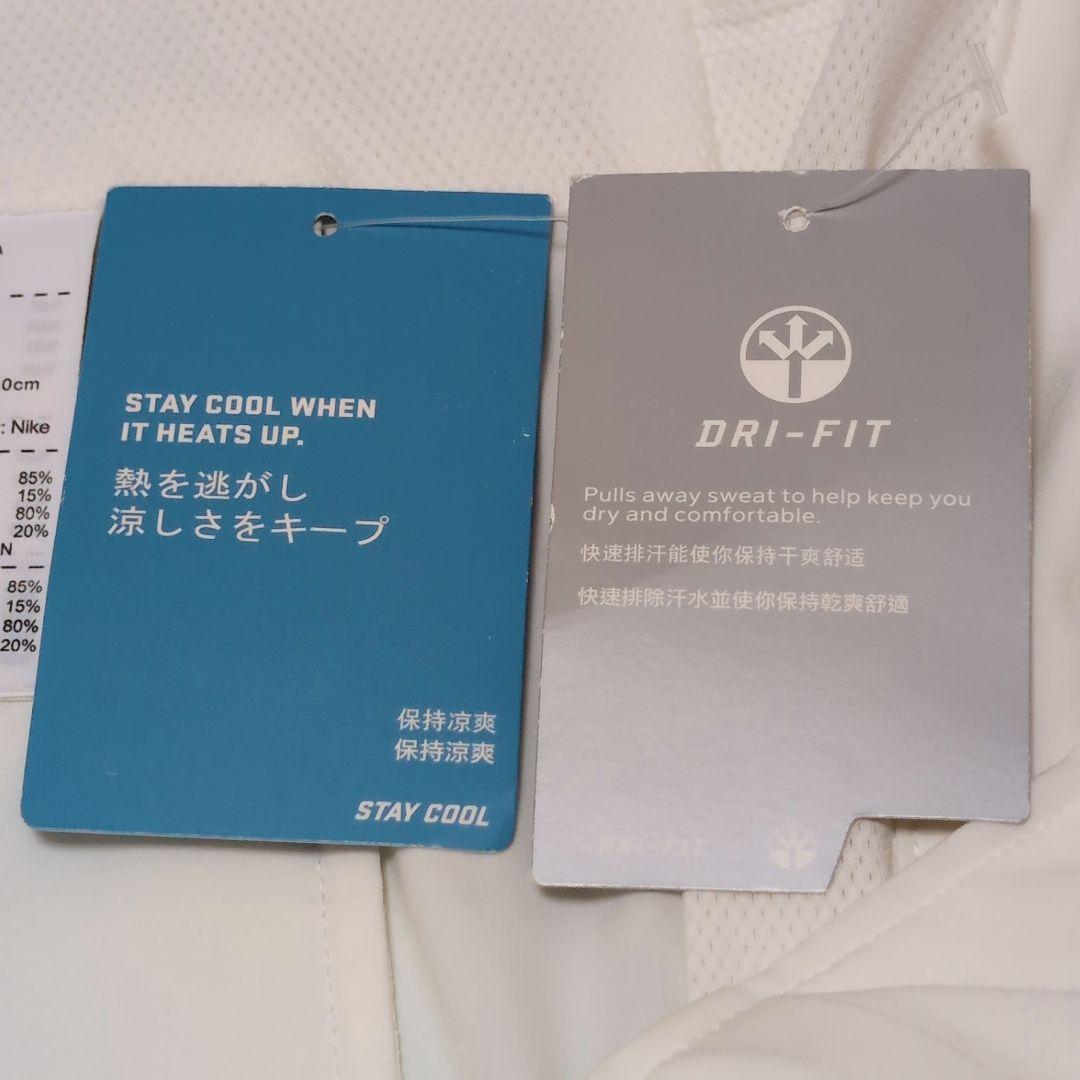 0cm
: Nike
85%
15%
80%
20%
N
85%
15%
80%
20%
STAY COOL WHEN
IT HEATS UP.
熱を逃がし
涼しさをキープ
保持凉爽
保持涼爽
STAY COOL
DRI-FIT
Pulls away sweat to help keep you
dry and comfortable.
快速排汗能使你保持干爽舒适
快速排除汗水並使你保持乾爽舒適
DRI-FIT